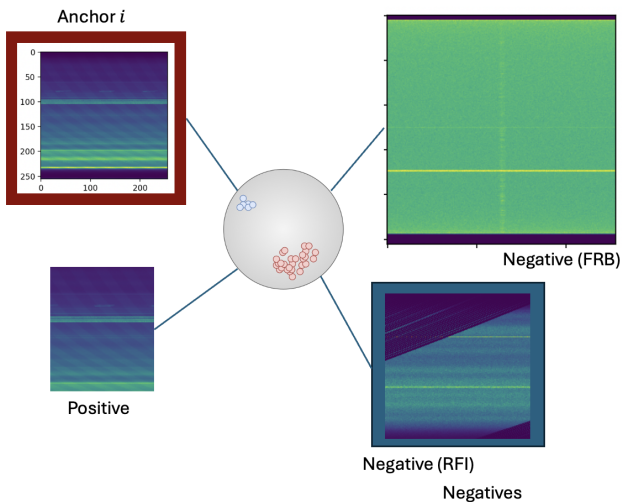 Anchor i
0
50
100
150
200
250
0 100 200
Negative (FRB)
Positive
Negative (RFI)
Negatives